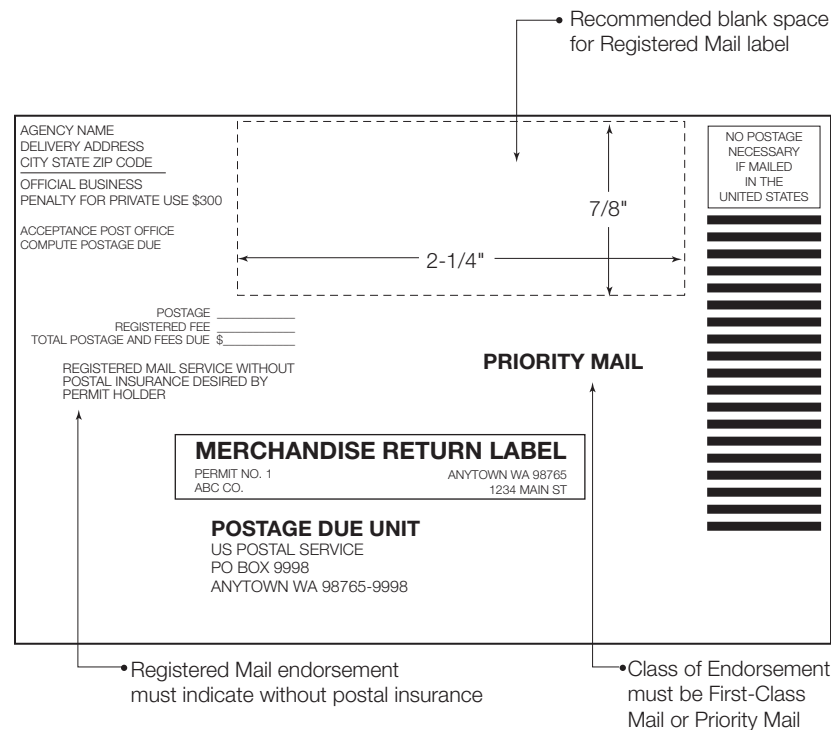 Recommended blank space
for Registered Mail label
AGENCY NAME
DELIVERY ADDRESS
CITY STATE ZIP CODE
OFFICIAL BUSINESS
PENALTY FOR PRIVATE USE $300
ACCEPTANCE POST OFFICE
COMPUTE POSTAGE DUE
7/8"
2-1/4"
NO POSTAGE
NECESSARY
IF MAILED
IN THE
UNITED STATES
POSTAGE
REGISTERED FEE
TOTAL POSTAGE AND FEES DUE $
REGISTERED MAIL SERVICE WITHOUT
POSTAL INSURANCE DESIRED BY
PERMIT HOLDER
PRIORITY MAIL
MERCHANDISE RETURN LABEL
PERMIT NO. 1 ANYTOWN WA 98765
ABC CO. 1234 MAIN ST
POSTAGE DUE UNIT
US POSTAL SERVICE
PO BOX 9998
ANYTOWN WA 98765-9998
Registered Mail endorsement
must indicate without postal insurance
Class of Endorsement
must be First-Class
Mail or Priority Mail